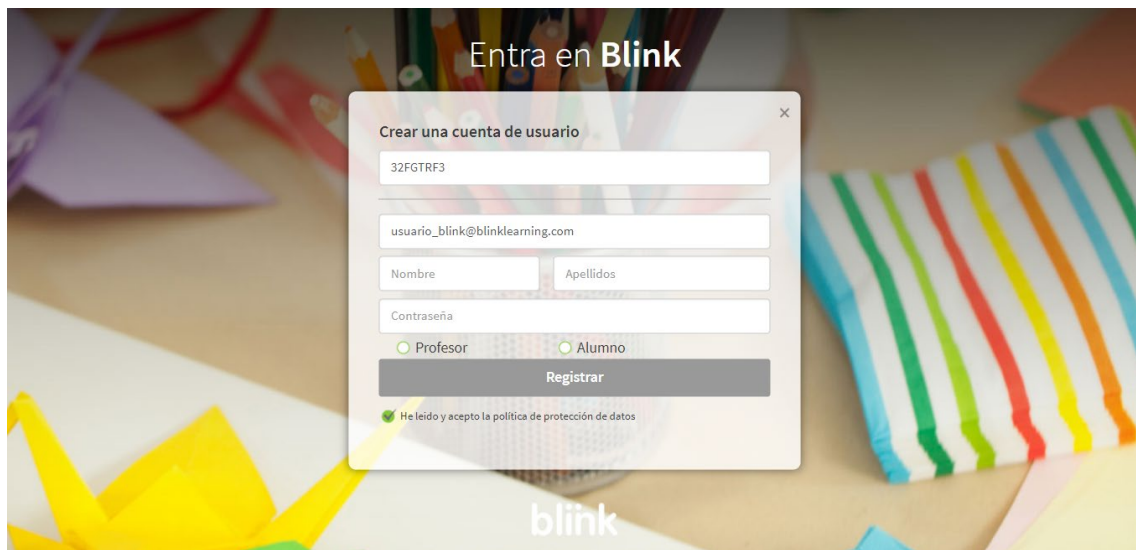 Entra en Blink
×
Crear una cuenta de usuario
32FGTRF3
usuario_blink@blinklearning.com
Nombre Apellidos
Contraseña
Profesor Alumno
Registrar
He leido y acepto la política de protección de datos
blink